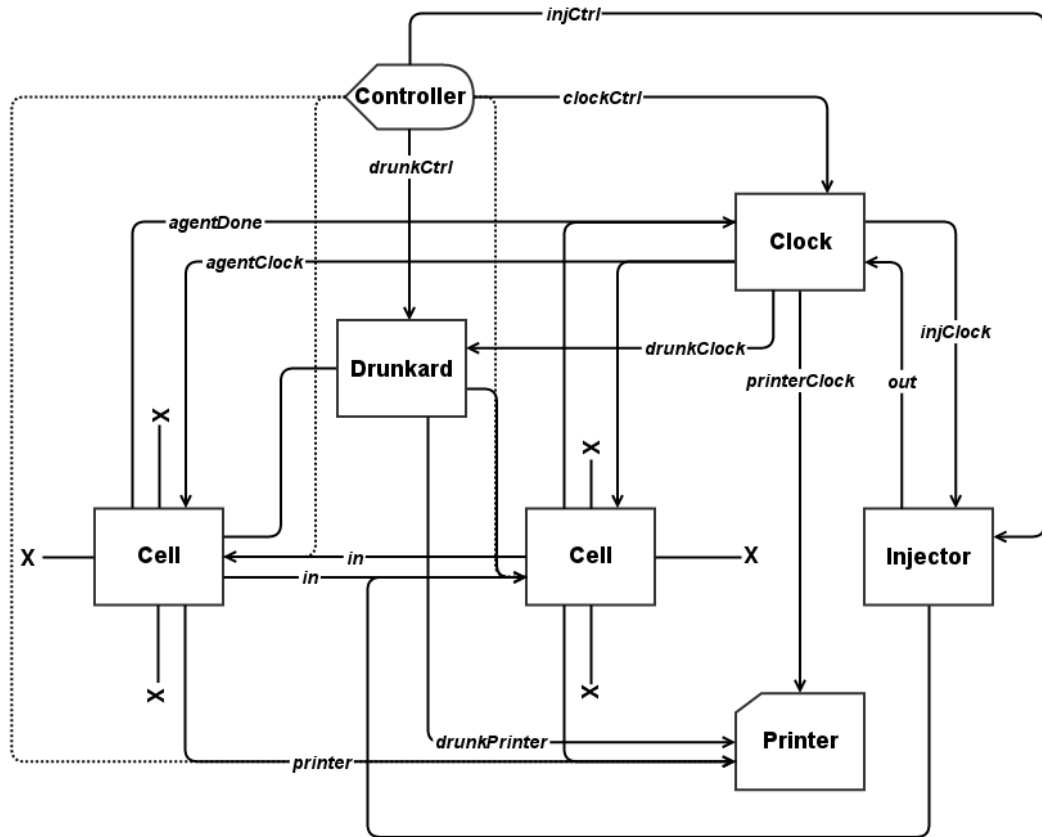 injCtrl
Controller
clockCtrl
drunkCtrl
agentDone
Clock
agentClock
injClock
drunkClock
Drunkard
printerClock
out
X
X
X
Cell
in
Cell
X
Injector
in
X
X
drunkPrinter
Printer
printer